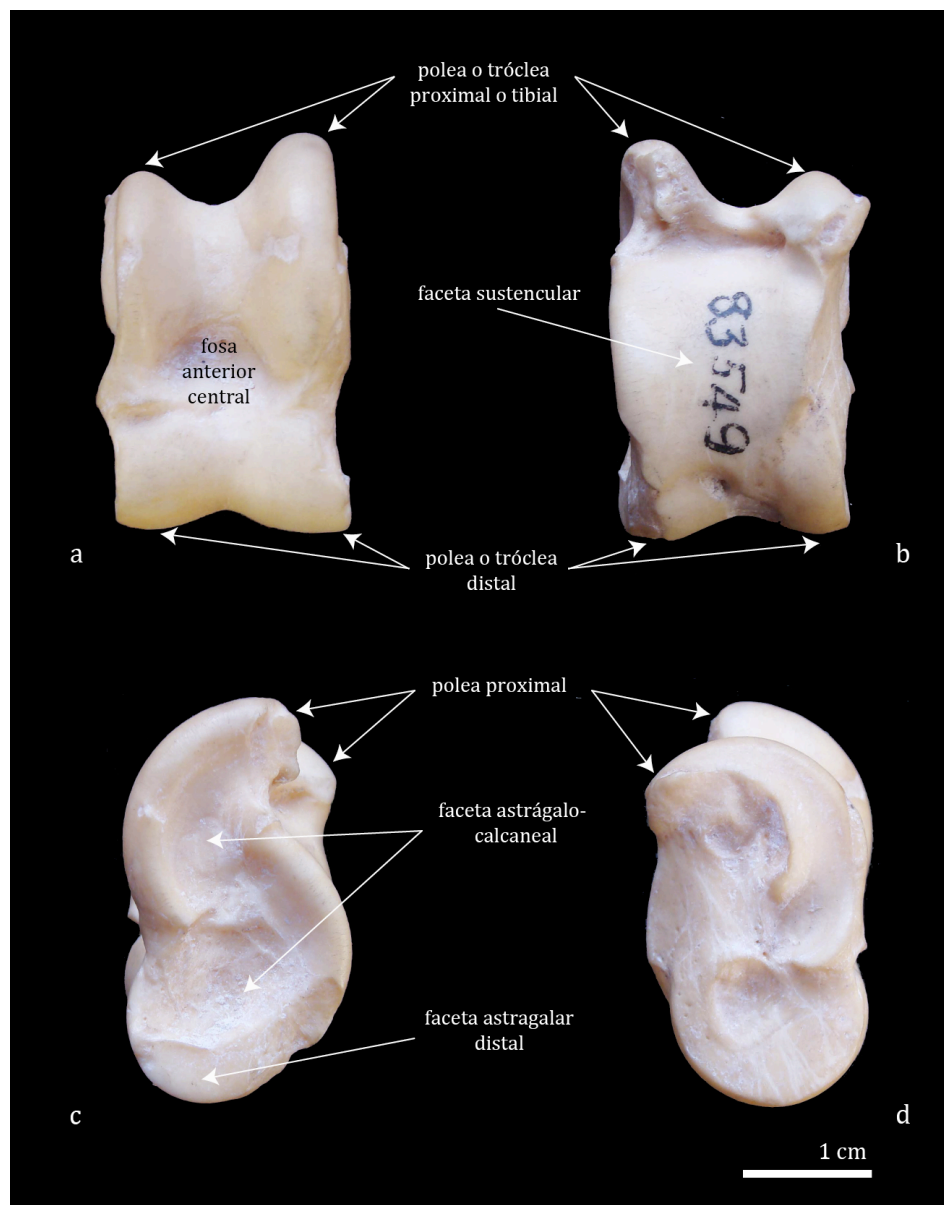 polea o tróclea
proximal o tibial
faceta sustencular
83549
fosa
anterior
central
a
b
polea o tróclea
distal
polea proximal
faceta astrágalo-
calcaneal
faceta astragalar
distal
c
d
1 cm